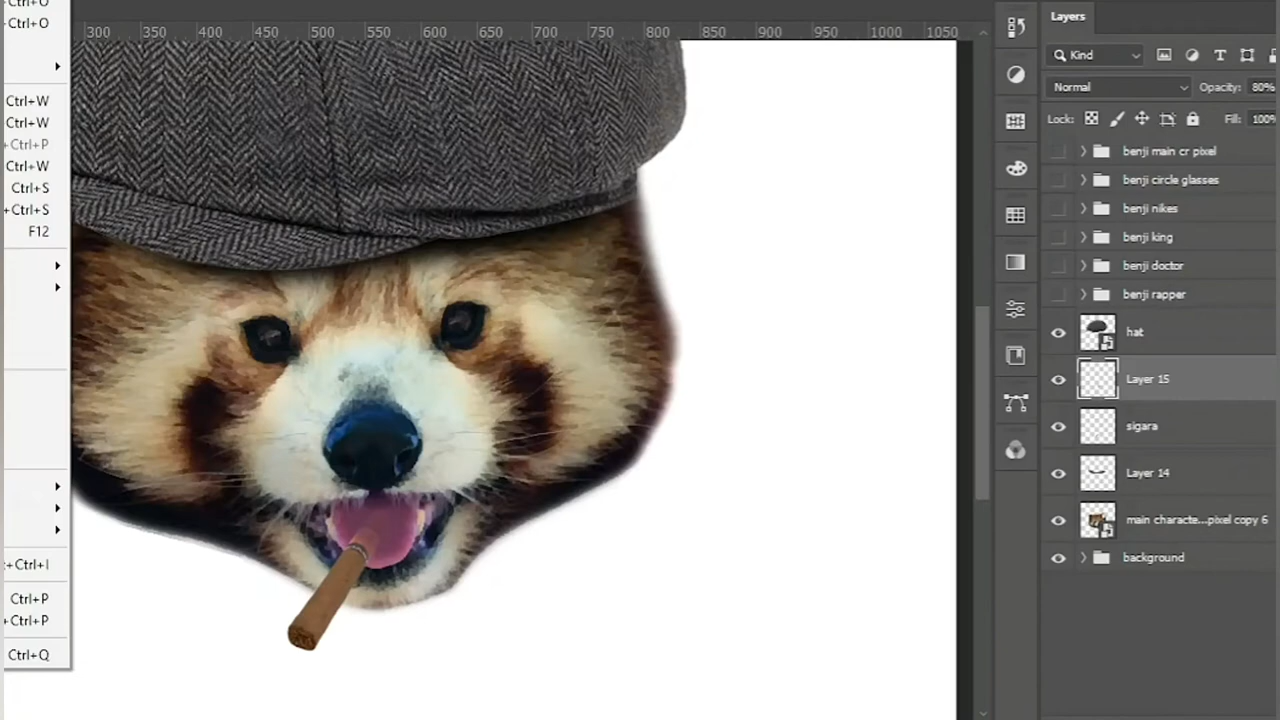 Ctrl+O
Ctrl+O
Ctrl+W
Ctrl+W
+Ctrl+P
Ctrl+W
Ctrl+S
+Ctrl+S
F12
Ctrl+I
Ctrl+P
+Ctrl+P
Ctrl+Q
300 350 400 450 500 550 600 650 700 750 800 850 900 950 1000 1050
Layers
Kind
Normal Opacity: 80%
Lock: Fill: 100%
benji main cr pixel
benji circle glasses
benji nikes
benji king
benji doctor
benji rapper
hat
Layer 15
sigara
Layer 14
main characte...pixel copy 6
background